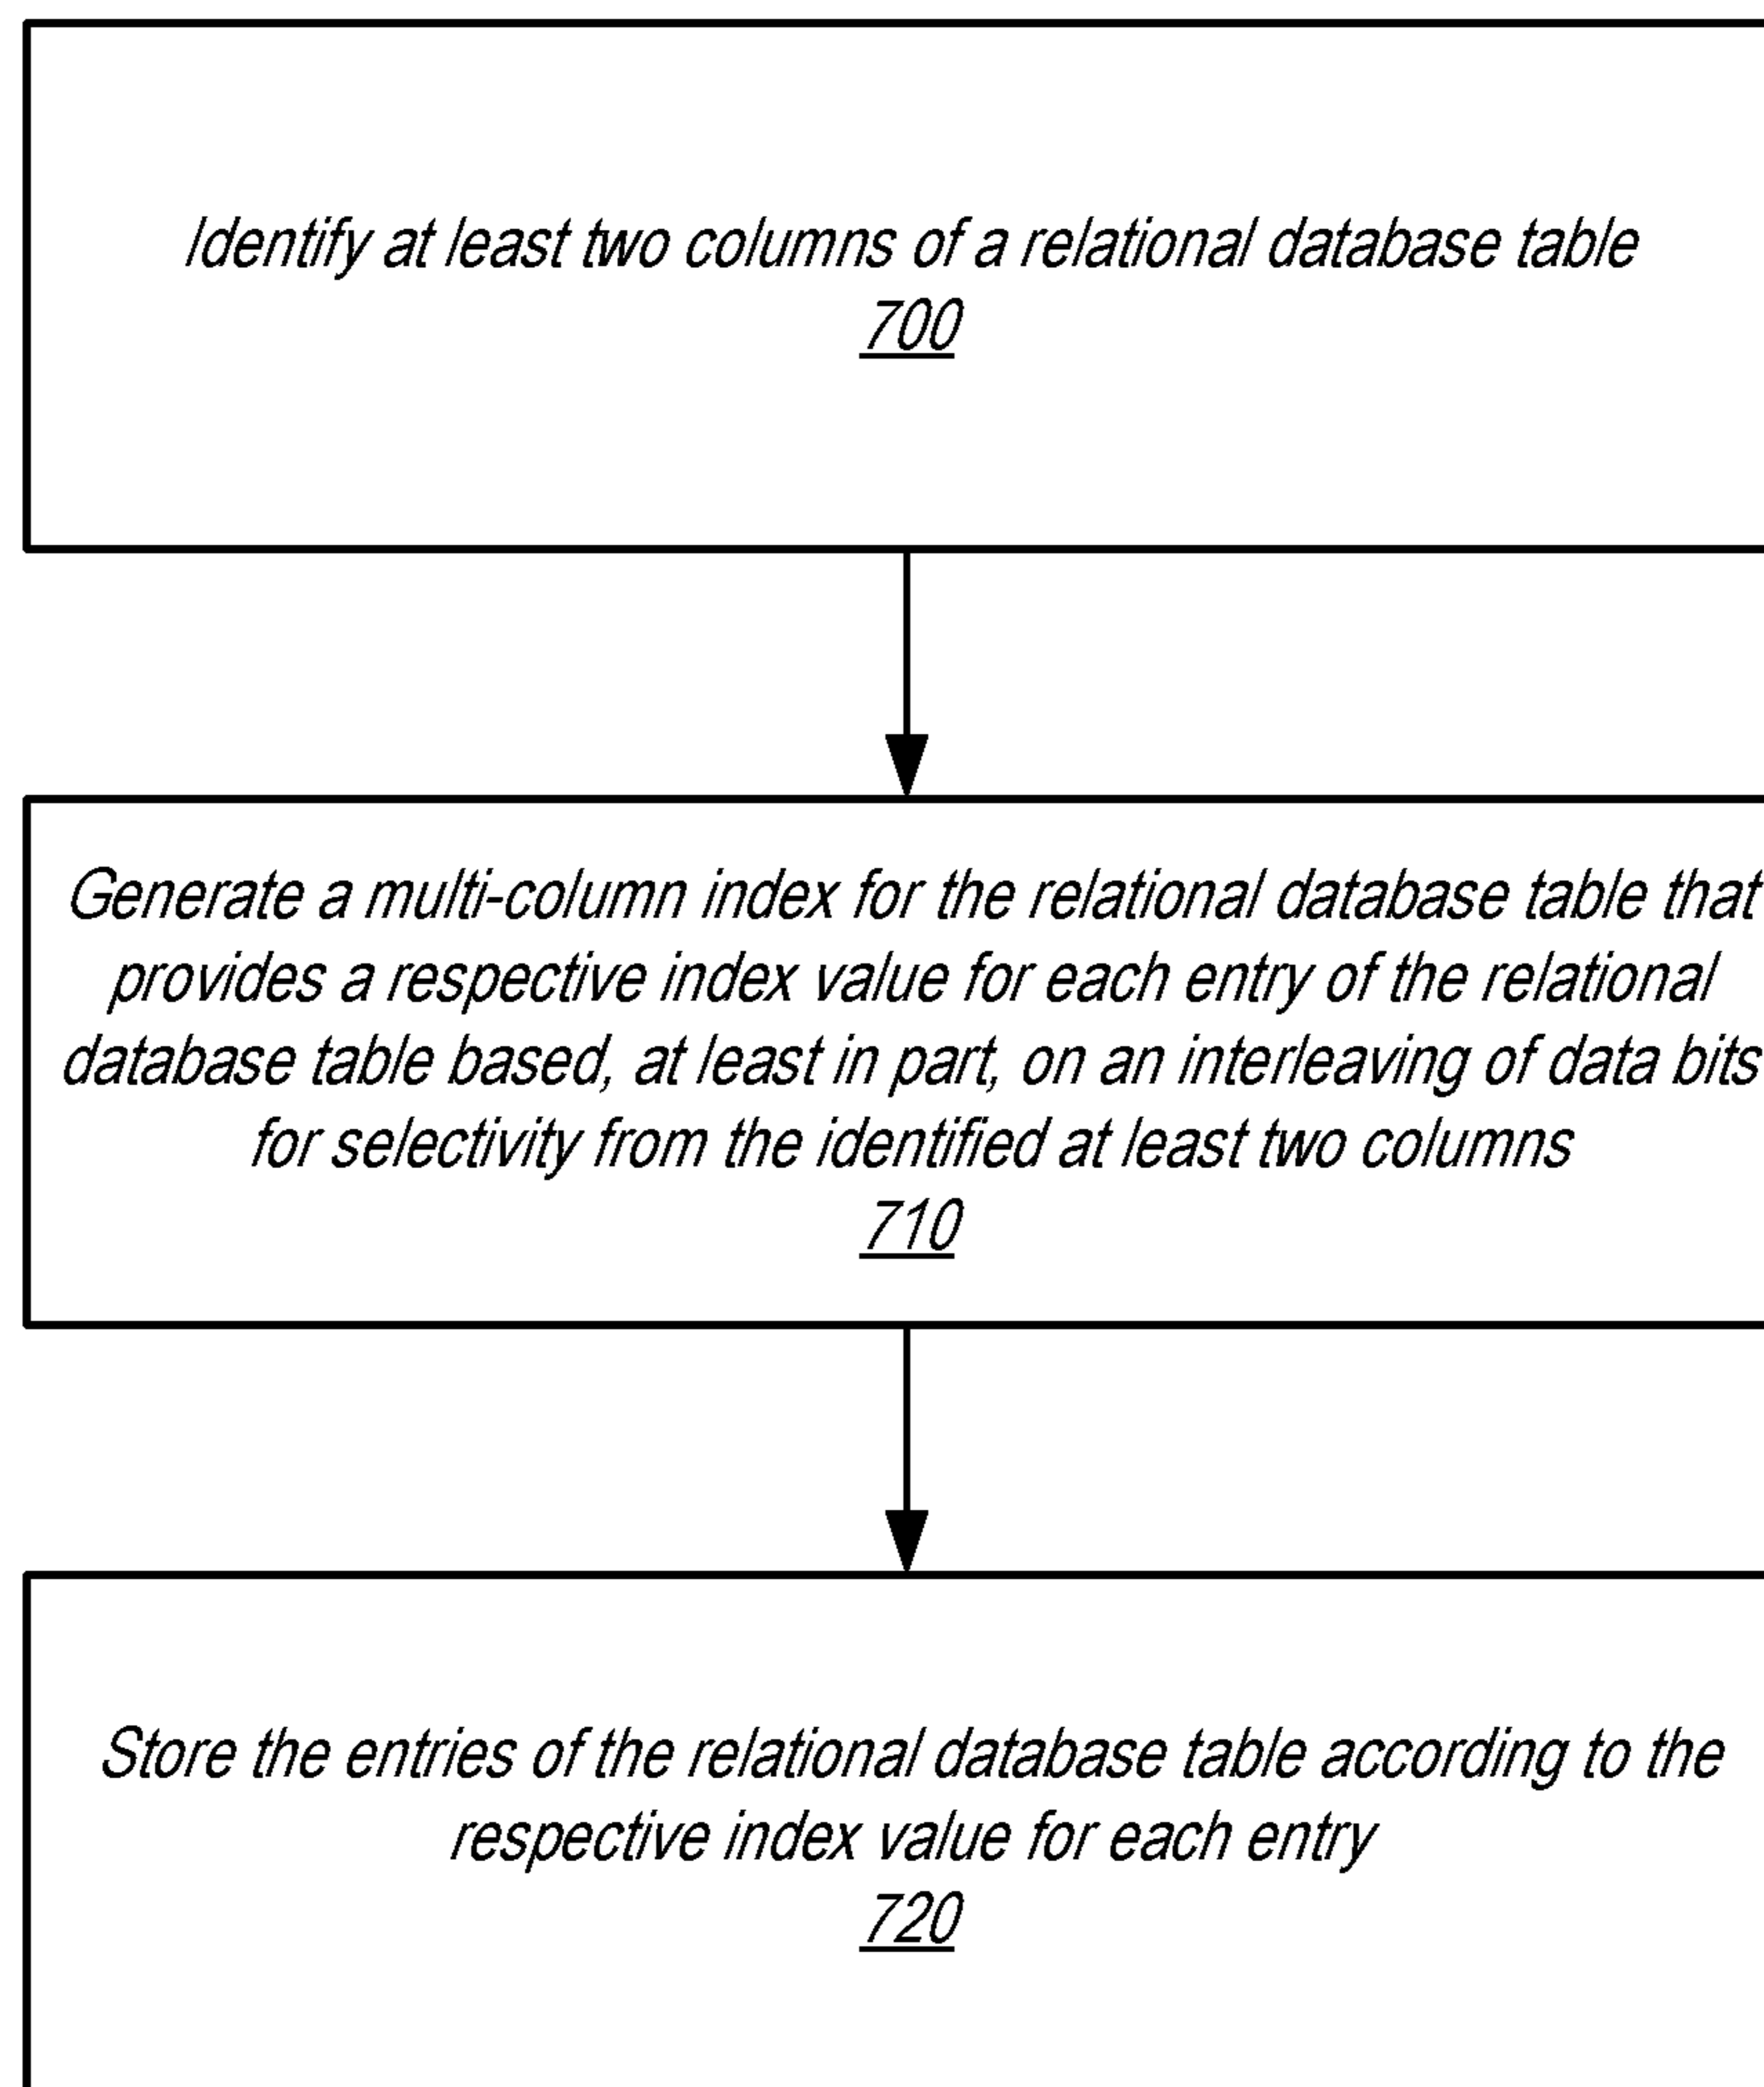 Identify at least two columns of a relational database table
700
Generate a multi-column index for the relational database table that
provides a respective index value for each entry of the relational
database table based, at least in part, on an interleaving of data bits
for selectivity from the identified at least two columns
710
Store the entries of the relational database table according to the
respective index value for each entry
720